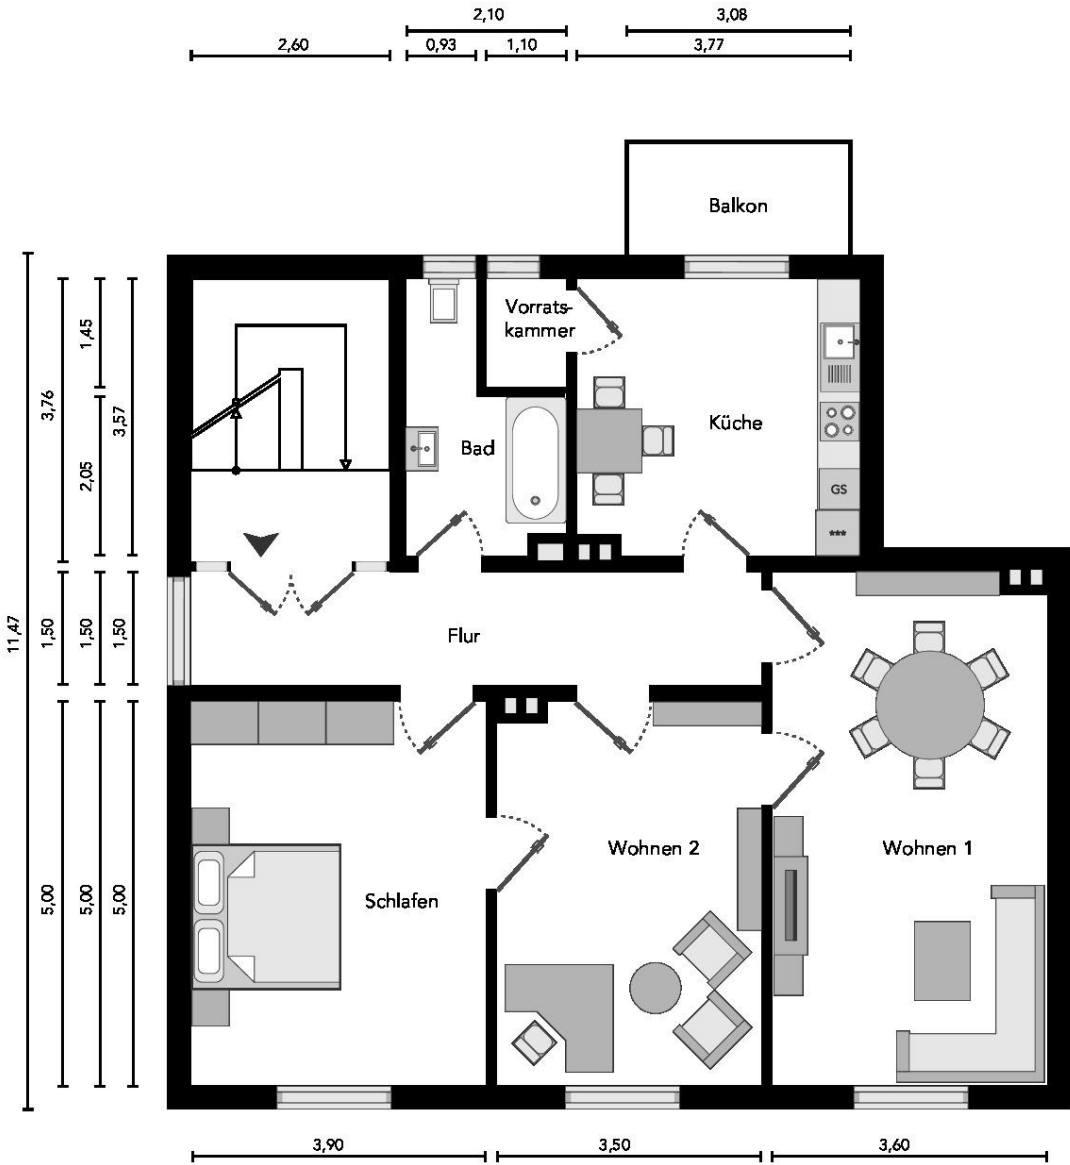 2,10
3,08
2,60
0,93
1,10
3,77
Balkon
Vorrats-
kammer
1,45
3,76
3,57
2,05
Küche
Bad
GS
***
11,47
1,50
1,50
1,50
Flur
5,00
5,00
5,00
Wohnen 2
Wohnen 1
Schlafen
3,90
3,50
3,60